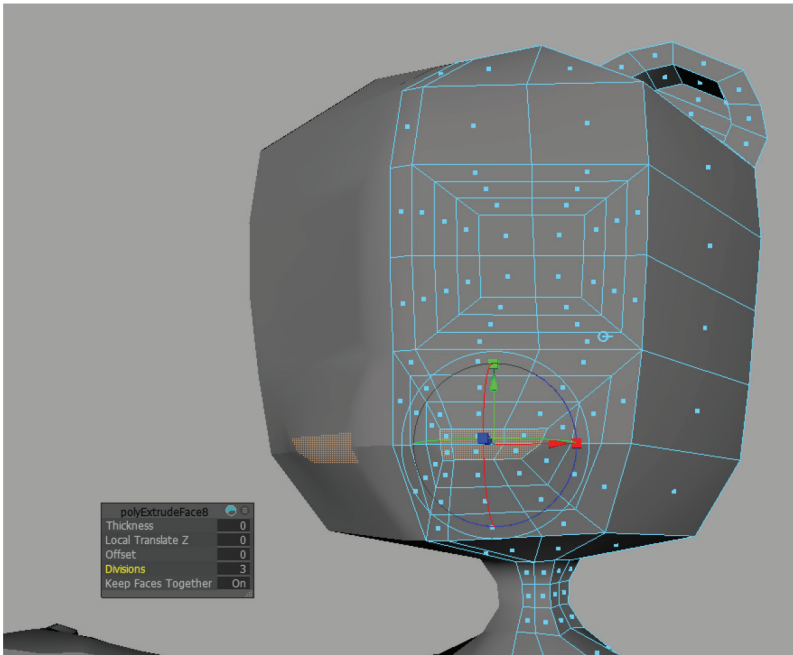 polyExtrudeFace8
Thickness 0
Local Translate Z 0
Offset 0
Divisions 3
Keep Faces Together On